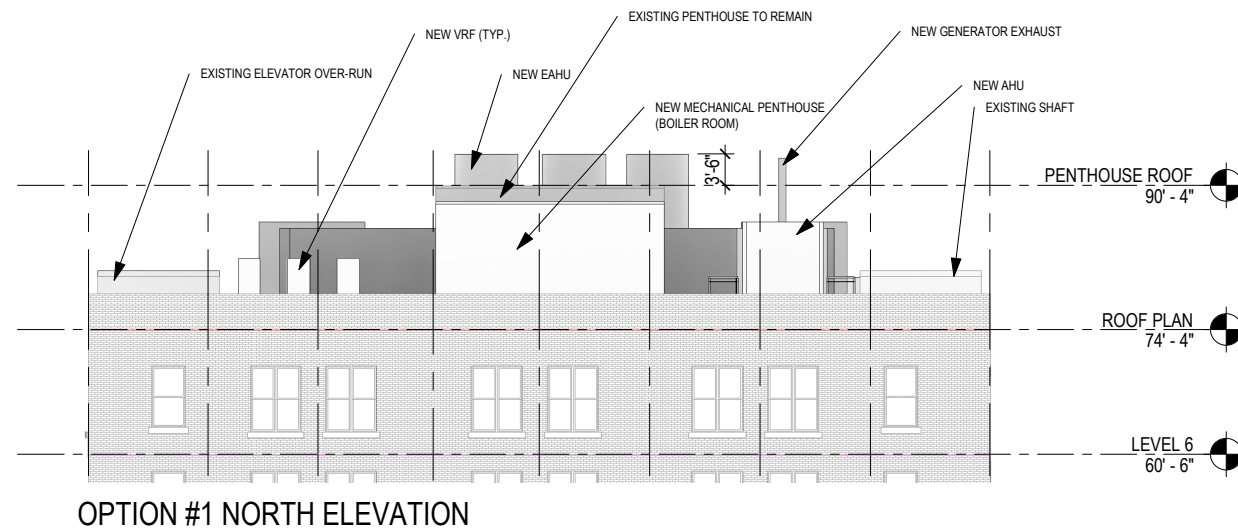 EXISTING PENTHOUSE TO REMAIN
NEW VRF (TYP.)
NEW GENERATOR EXHAUST
EXISTING ELEVATOR OVER-RUN
NEW EAHU
NEW AHU
NEW MECHANICAL PENTHOUSE
(BOILER ROOM)
EXISTING SHAFT
3'-6"
PENTHOUSE ROOF
90' - 4"
ROOF PLAN
74' - 4"
LEVEL 6
60' - 6"
OPTION #1 NORTH ELEVATION